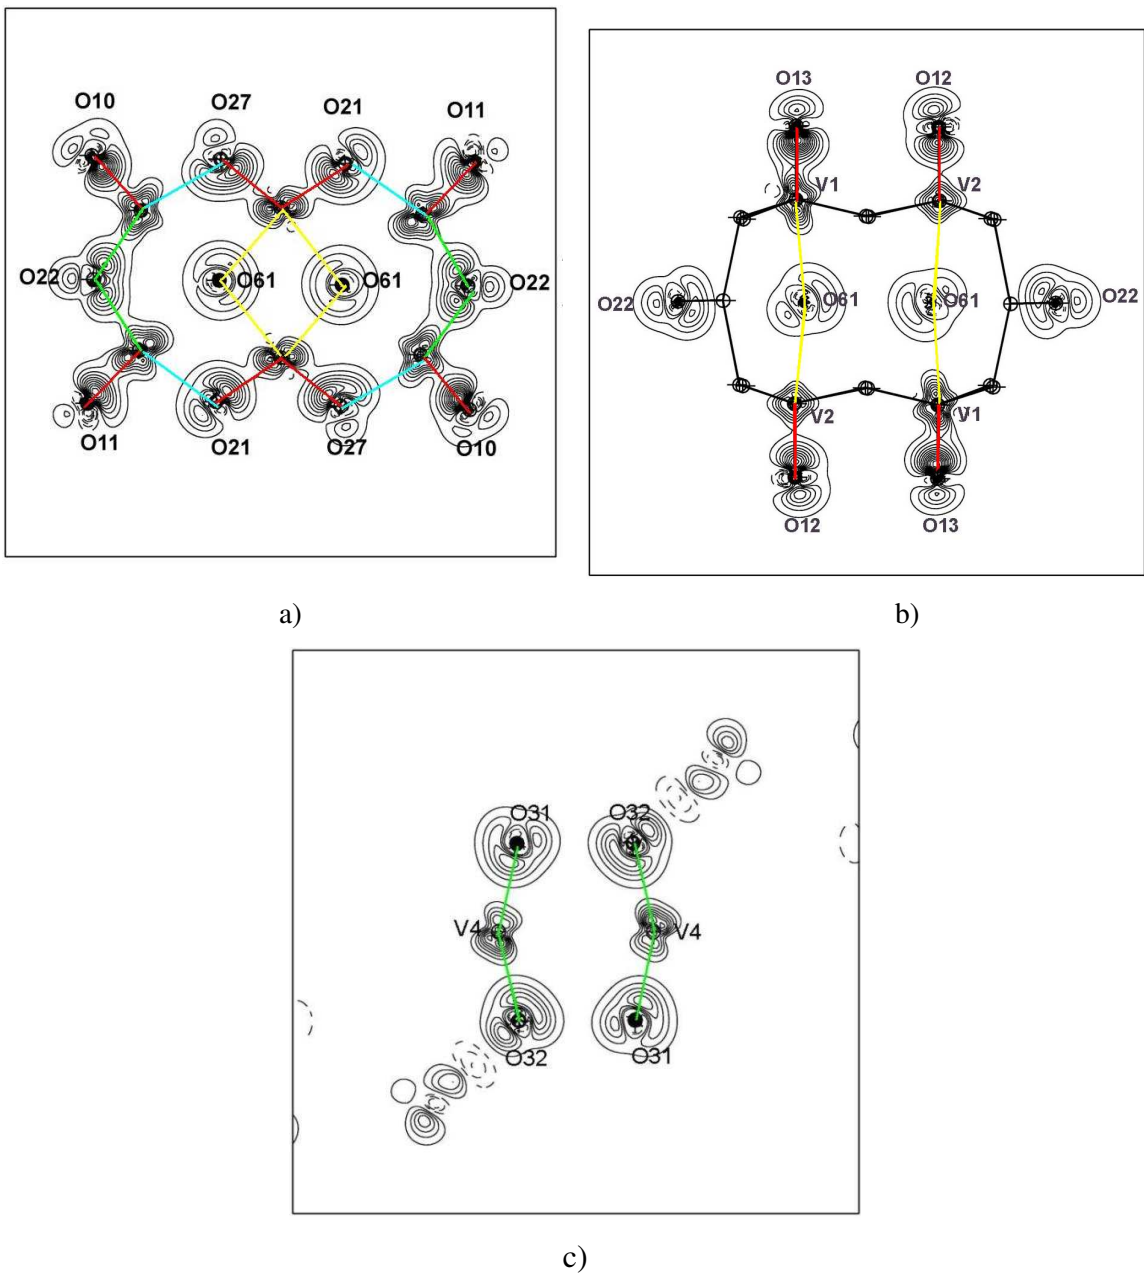 O10 O27 O21 O11
O22 O61 O61 O22
O11 O21 O27 O10
a)
O13 O12
V1 V2
O22 O61 O61 O22
V2 V1
O12 O13
b)
O31 O32
V4 V4
O32 O31
c)